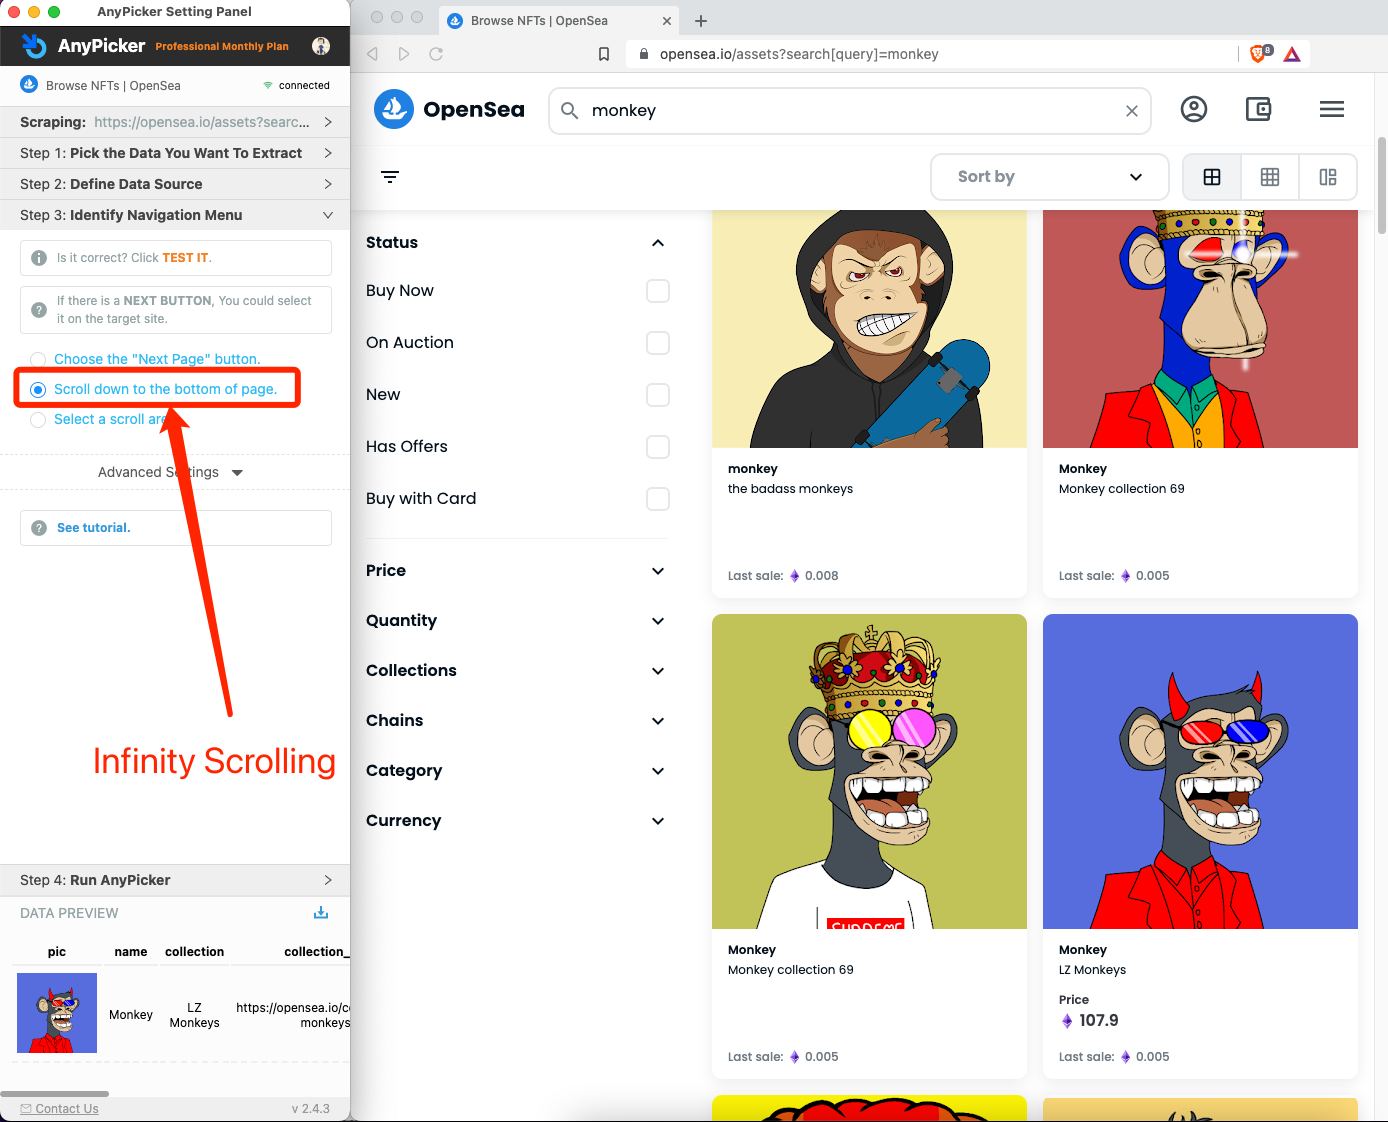 AnyPicker Setting Panel
AnyPicker Professional Monthly Plan
Browse NFTs | OpenSea connected
Scraping: https://opensea.io/assets?searc...
Step 1: Pick the Data You Want To Extract
Step 2: Define Data Source
Step 3: Identify Navigation Menu
Is it correct? Click TEST IT.
If there is a NEXT BUTTON, You could select
it on the target site.
Choose the "Next Page" button.
Scroll down to the bottom of page.
Select a scroll are
Advanced Settings
See tutorial.
Infinity Scrolling
Step 4: Run AnyPicker
DATA PREVIEW
pic name collection collection_
Monkey
LZ
Monkeys
https://opensea.io/c
monkeys
Contact Us v 2.4.3
Browse NFTs | OpenSea
opensea.io/assets?search[query]=monkey
8
OpenSea
monkey
Sort by
Status
Buy Now
On Auction
New
Has Offers
Buy with Card
Price
Quantity
Collections
Chains
Category
Currency
monkey
the badass monkeys
Last sale: 0.008
Monkey
Monkey collection 69
Last sale: 0.005
SUPREME
Monkey
Monkey collection 69
Last sale: 0.005
Monkey
LZ Monkeys
Price
107.9
Last sale: 0.005